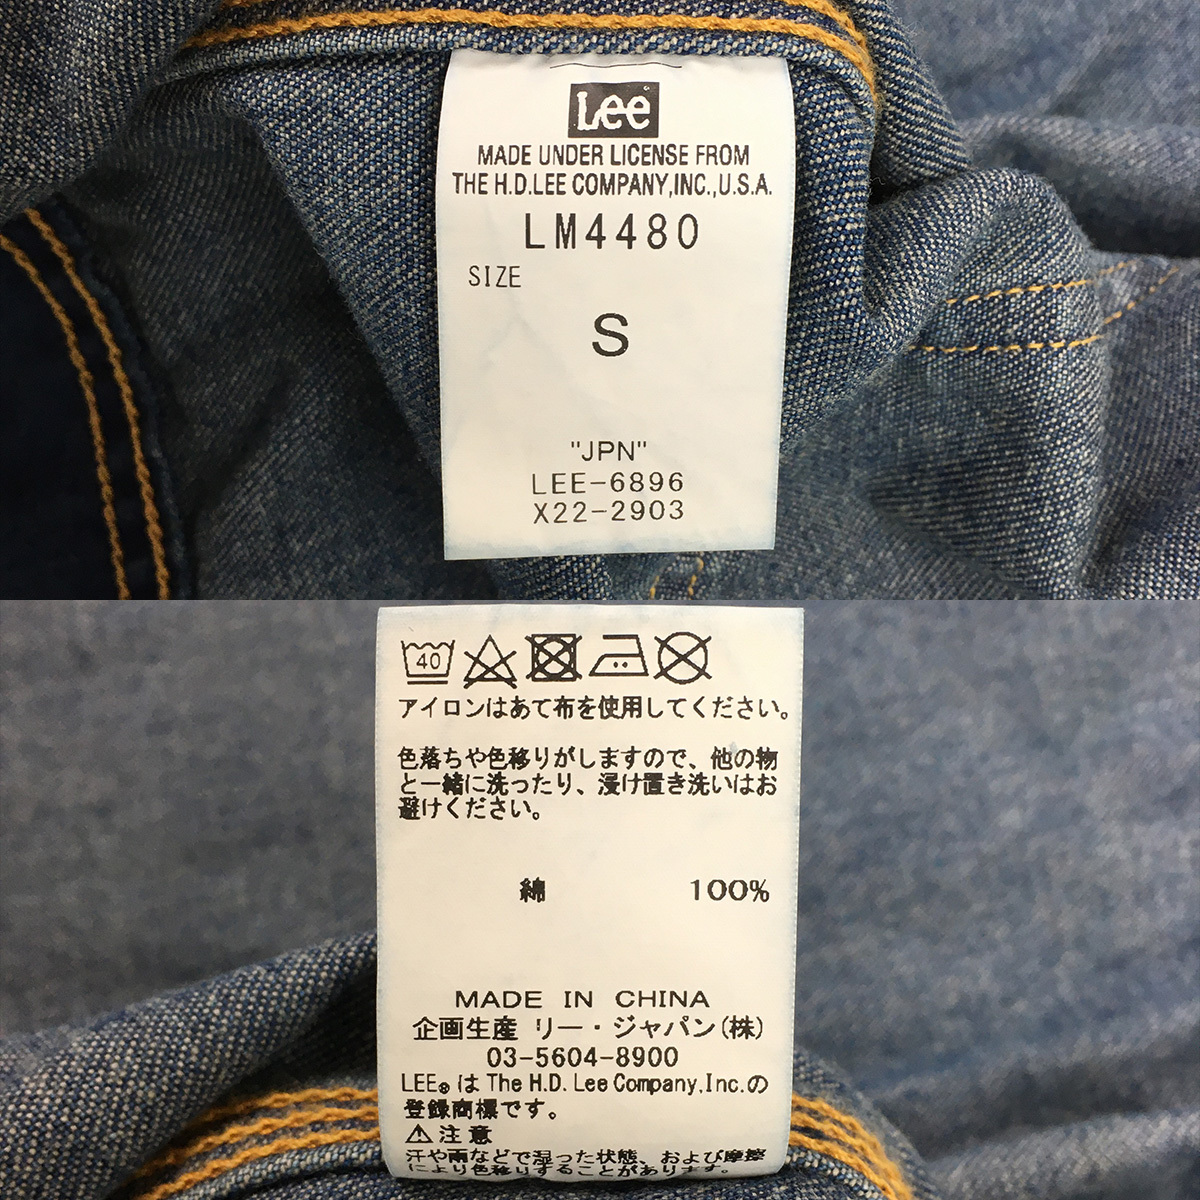 Lee
MADE UNDER LICENSE FROM
THE H.D.LEE COMPANY,INC.,U.S.A.
LM4480
SIZE
S
"JPN"
LEE-6896
X22-2903
40
アイロンはあて布を使用してください。
色落ちや色移りがしますので、他の物
と一緒に洗ったり、浸け置き洗いはお
避けください。
綿 100%
MADE IN CHINA
企画生産 リー・ジャパン(株)
03-5604-8900
LEE®は The H.D. Lee Company,Inc.の
登録商標です。
⚠注意
汗や雨などで湿った状態、および摩擦
により色移りすることがあります。